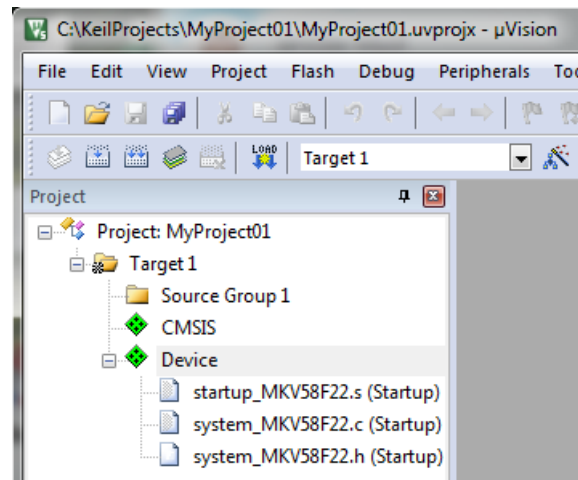 C:\KeilProjects\MyProject01\MyProject01.uvprojx - µVision
File Edit View Project Flash Debug Peripherals
LOAD Target 1
Project
Project: MyProject01
Target 1
Source Group 1
CMSIS
Device
startup_MKV58F22.s (Startup)
system_MKV58F22.c (Startup)
system_MKV58F22.h (Startup)